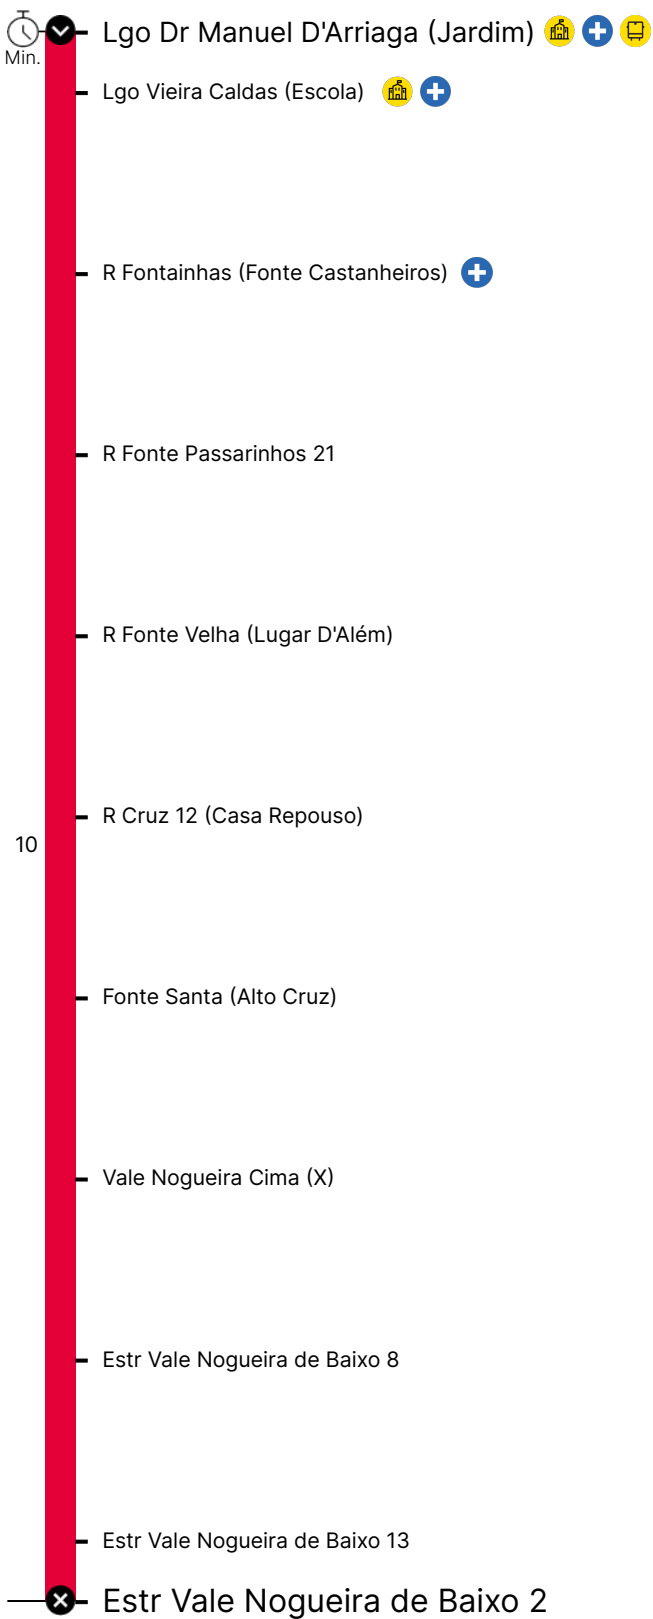 Lgo Dr Manuel D'Arriaga (Jardim)
Min.
Lgo Vieira Caldas (Escola)
R Fontainhas (Fonte Castanheiros)
R Fonte Passarinhos 21
R Fonte Velha (Lugar D'Além)
R Cruz 12 (Casa Repouso)
10
Fonte Santa (Alto Cruz)
Vale Nogueira Cima (X)
Estr Vale Nogueira de Baixo 8
Estr Vale Nogueira de Baixo 13
Estr Vale Nogueira de Baixo 2